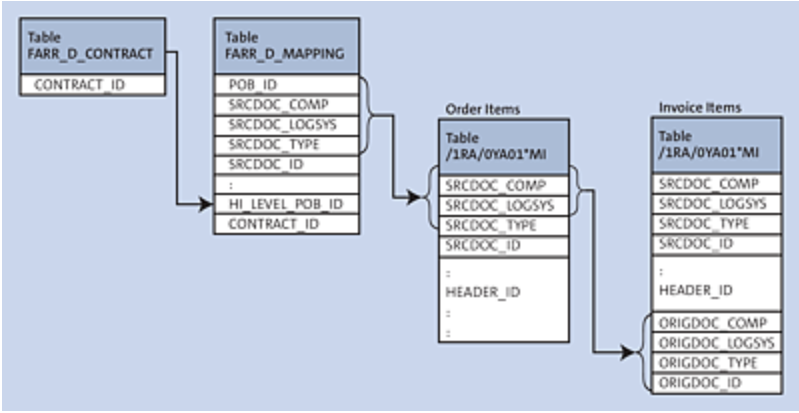 Table
FARR_D_CONTRACT
CONTRACT_ID
Table
FARR_D_MAPPING
POB_ID
SRCDOC_COMP
SRCDOC_LOGSYS
SRCDOC_TYPE
SRCDOC_ID
:
HI_LEVEL_POB_ID
CONTRACT_ID
Order Items
Table
/1RA/0YA01*MI
SRCDOC_COMP
SRCDOC_LOGSYS
SRCDOC_TYPE
SRCDOC_ID
:
HEADER_ID
:
:
Invoice Items
Table
/1RA/0YA01*MI
SRCDOC_COMP
SRCDOC_LOGSYS
SRCDOC_TYPE
SRCDOC_ID
:
HEADER_ID
ORIGDOC_COMP
ORIGDOC_LOGSYS
ORIGDOC_TYPE
ORIGDOC_ID